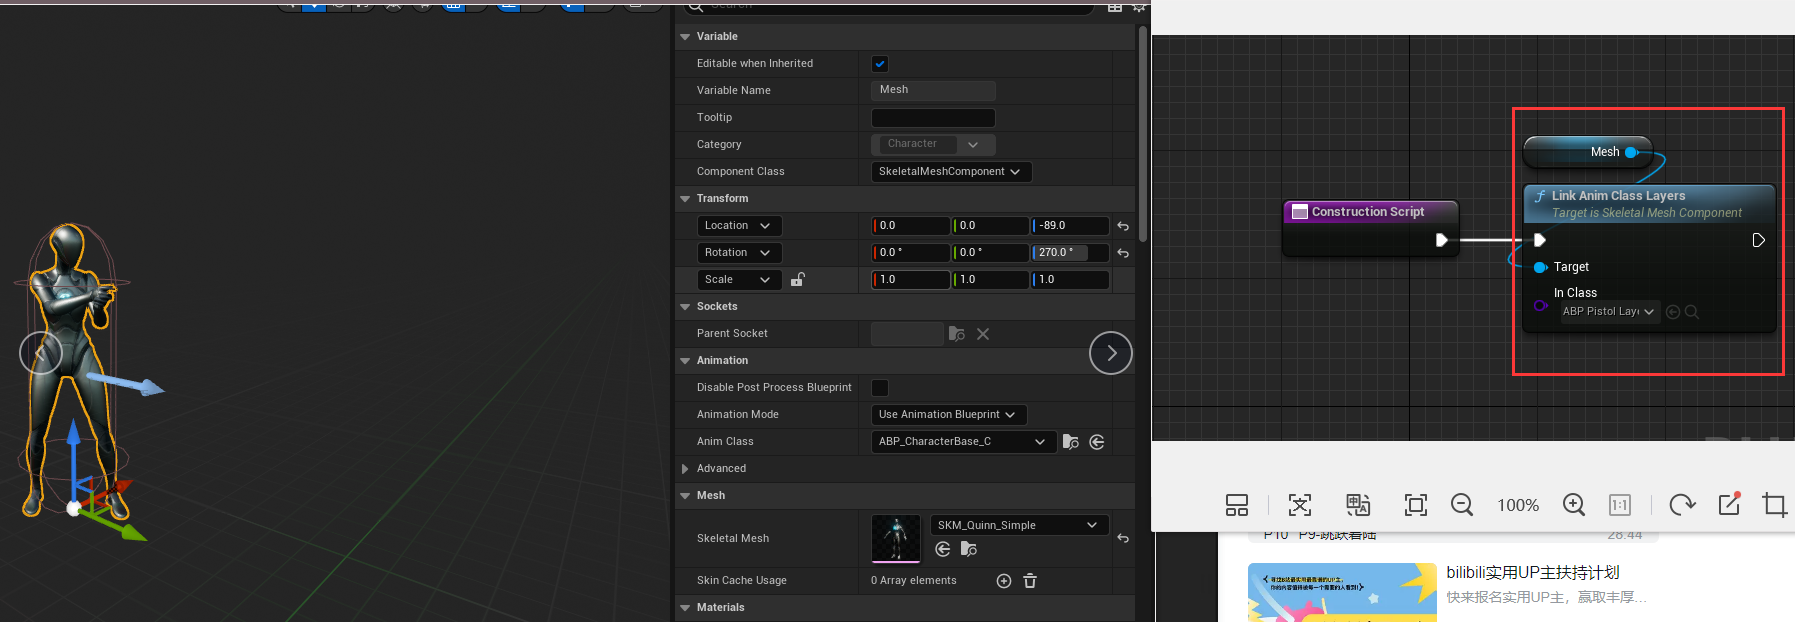 Search
Variable
Editable when Inherited
Variable Name
Mesh
Tooltip
Category
Character
Component Class
SkeletalMeshComponent
Transform
Location
0.0
0.0
-89.0
Rotation
0.0 °
0.0 °
270.0 °
Scale
1.0
1.0
1.0
Sockets
Parent Socket
Animation
Disable Post Process Blueprint
Animation Mode
Use Animation Blueprint
Anim Class
ABP_CharacterBase_C
Advanced
Mesh
Skeletal Mesh
SKM_Quinn_Simple
Skin Cache Usage
0 Array elements
Materials
Construction Script
Mesh
Link Anim Class Layers
Target is Skeletal Mesh Component
Target
In Class
ABP Pistol Lay
100%
1:1
P10 P9-跳跃着陆
28:44
bilibili实用UP主扶持计划
快来报名实用UP主，赢取丰厚...